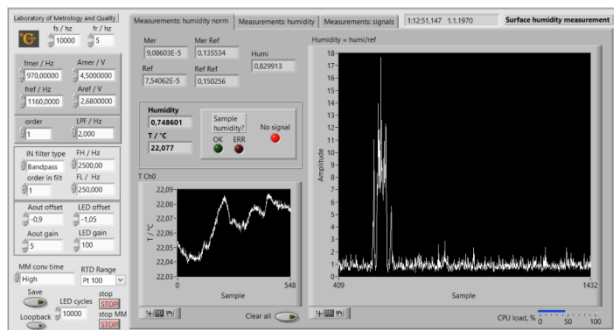 Laboratory of Metrology and Quality
fs / hz
fr / hz
10000
5
fmer / Hz
Amer / V
970,00000
4,5000000
fref / Hz
Aref / V
1160,0000
2,6800000
order
LPF / Hz
1
2,000
IN filter type
FH / Hz
Bandpass
2500,00
order in filt
FL / Hz
1
250,000
Aout offset
LED offset
-0,9
-1,05
Aout gain
LED gain
5
100
MM conv time
RTD Range
High
Pt 100
Save
LED cycles
stop
10000
STOP
Loopback
stop MM
STOP
Measurements: humidity norm
Measurements: humidity
Measurements: signals
1:12:51,147
1.1.1970
Surface humidity measurement
Mer
Mer Ref
9,08603E-5
0,135534
Humi
Ref
Ref Ref
0,829913
7,54062E-5
0,150256
Humidity
0,748601
T / °C
22,077
Sample
humidity?
OK
ERR
No signal
T Ch0
T / °C
22,09
22,08
22,07
22,06
22,05
22,04
22,03
0
548
Sample
Clear all
Humidity = humi/ref
Amplitude
18
17
16
15
14
13
12
11
10
9
8
7
6
5
4
3
2
1
0
409
1432
Sample
CPU load, %
0
50
100